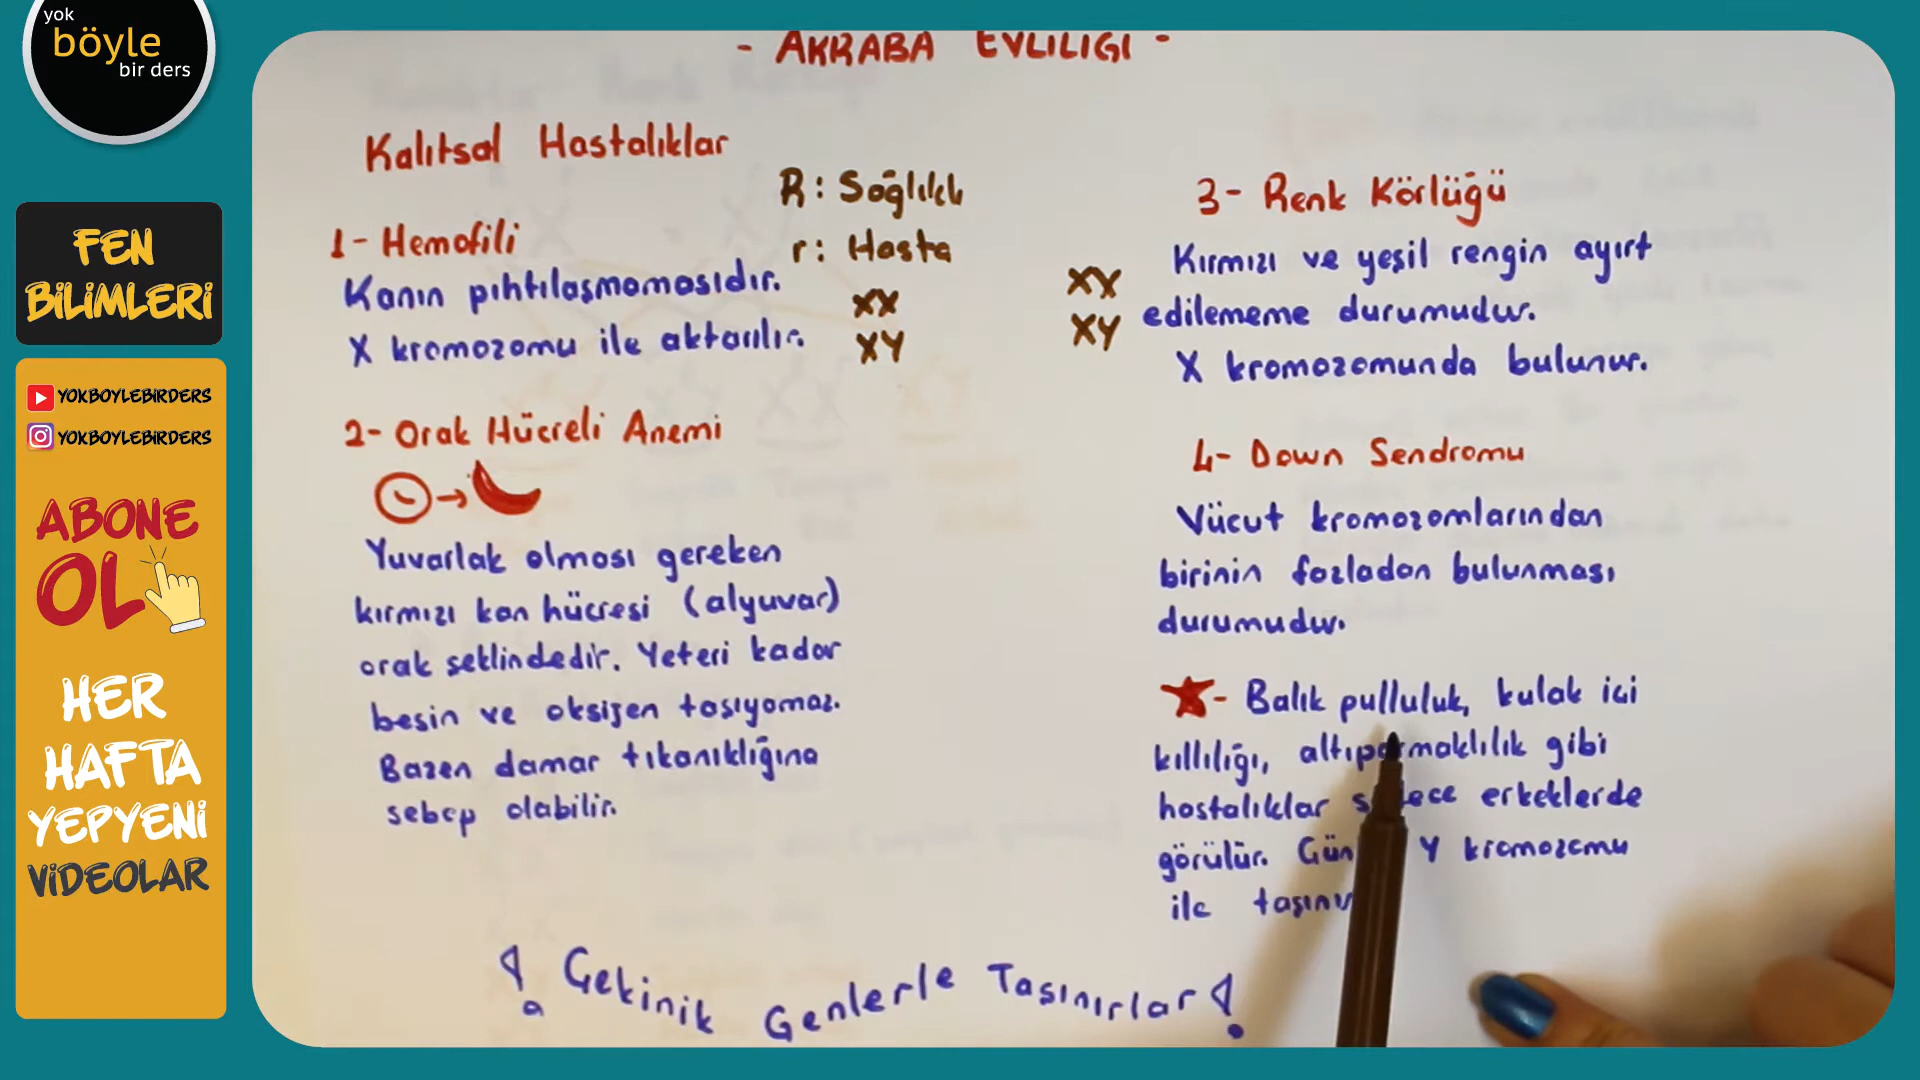 yok
böyle
bir ders
FEN
BİLİMLERİ
YOKBOYLEBIRDERS
YOKBOYLEBIRDERS
ABONE
OL
HER
HAFTA
YEPYENİ
VİDEOLAR
- AKRABA EVLİLİĞİ -
Kalıtsal Hastalıklar
R: Sağlıklı
r: Hasta
1- Hemofili
Kanın pıhtılaşmamasıdır.
X kromozomu ile aktarılır.
XX
XY
2- Orak Hücreli Anemi
Yuvarlak olması gereken
kırmızı kan hücresi (alyuvar)
orak şeklindedir. Yeteri kadar
besin ve oksijen taşıyamaz.
Bazen damar tıkanıklığına
sebep olabilir.
3- Renk Körlüğü
Kırmızı ve yeşil rengin ayırt
edilememe durumudur.
X kromozomunda bulunur.
XY
XY
4- Down Sendromu
Vücut kromozomlarından
birinin fazladan bulunması
durumudur.
- Balık pulluluk, kulak içi
kıllılığı, altıparmaklılık gibi
hastalıklar erkeklerde
görülür. Y kromozomu
ile
! Çekinik Genlerle Taşınırlar !